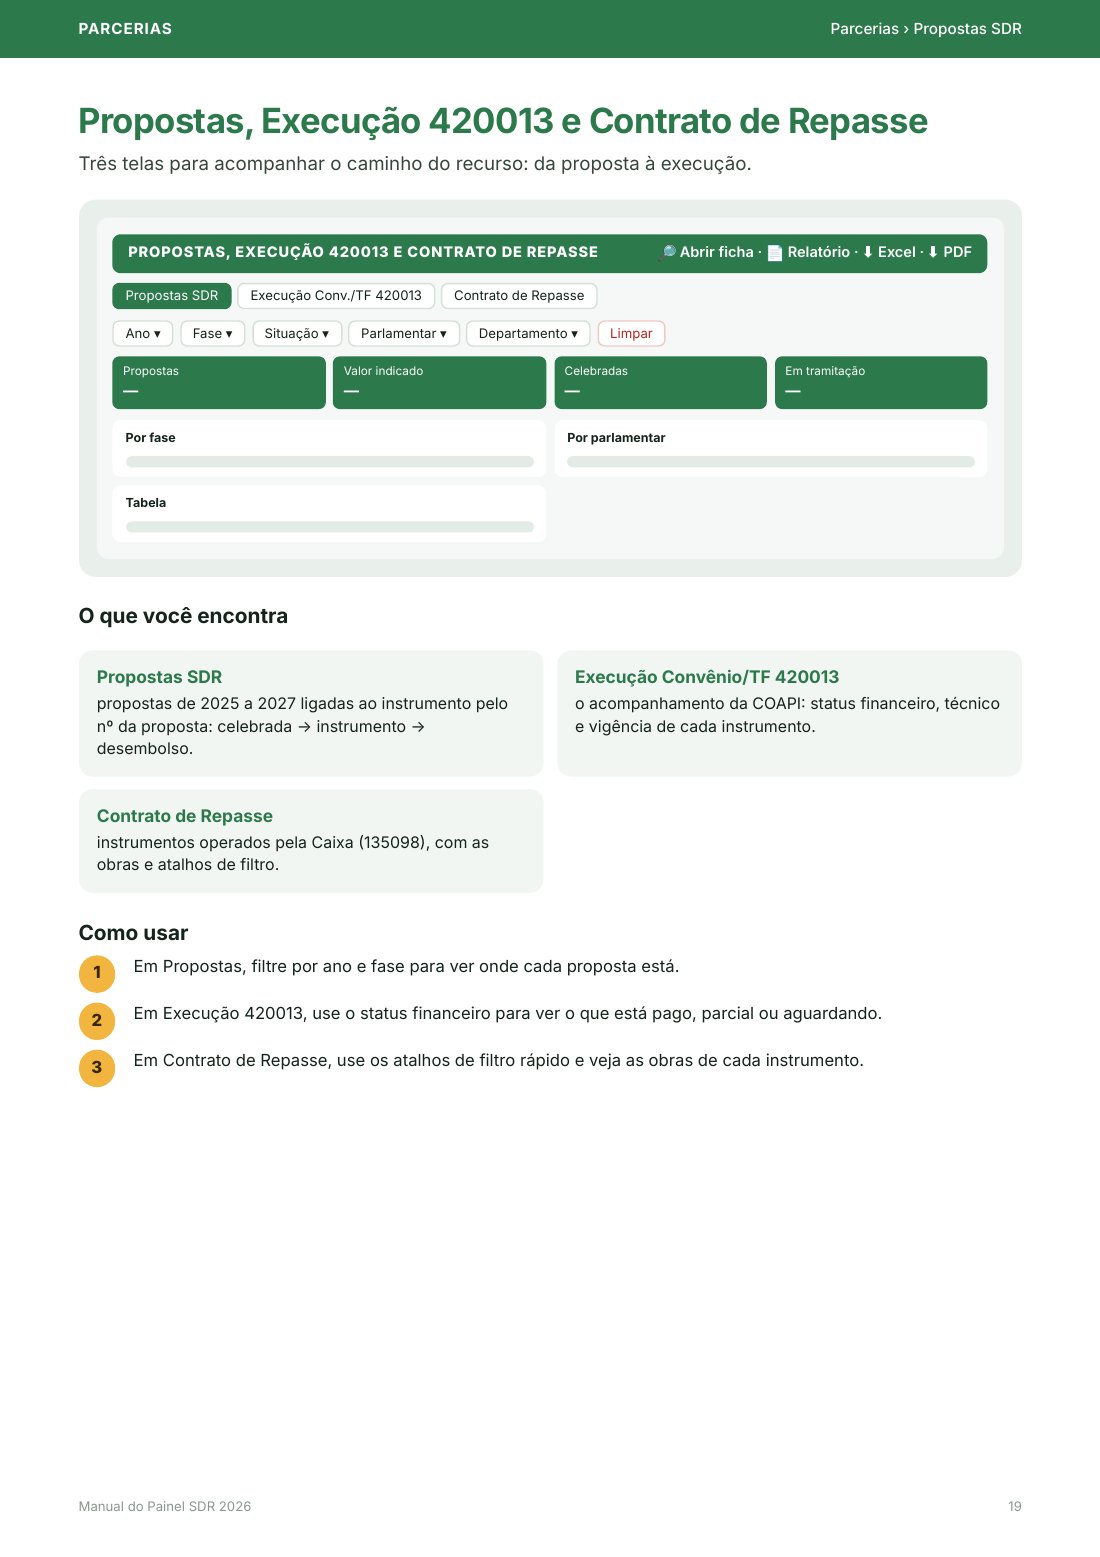 PARCERIAS
Parcerias › Propostas SDR
Propostas, Execução 420013 e Contrato de Repasse
Três telas para acompanhar o caminho do recurso: da proposta à execução.
PROPOSTAS, EXECUÇÃO 420013 E CONTRATO DE REPASSE
🔎 Abrir ficha · 📄 Relatório · ⬇ Excel · ⬇ PDF
Propostas SDR
Execução Conv./TF 420013
Contrato de Repasse
Ano ▾
Fase ▾
Situação ▾
Parlamentar ▾
Departamento ▾
Limpar
Propostas
—
Valor indicado
—
Celebradas
—
Em tramitação
—
Por fase
Por parlamentar
Tabela
O que você encontra
Propostas SDR
propostas de 2025 a 2027 ligadas ao instrumento pelo
nº da proposta: celebrada → instrumento →
desembolso.
Execução Convênio/TF 420013
o acompanhamento da COAPI: status financeiro, técnico
e vigência de cada instrumento.
Contrato de Repasse
instrumentos operados pela Caixa (135098), com as
obras e atalhos de filtro.
Como usar
1 Em Propostas, filtre por ano e fase para ver onde cada proposta está.
2 Em Execução 420013, use o status financeiro para ver o que está pago, parcial ou aguardando.
3 Em Contrato de Repasse, use os atalhos de filtro rápido e veja as obras de cada instrumento.
Manual do Painel SDR 2026
19